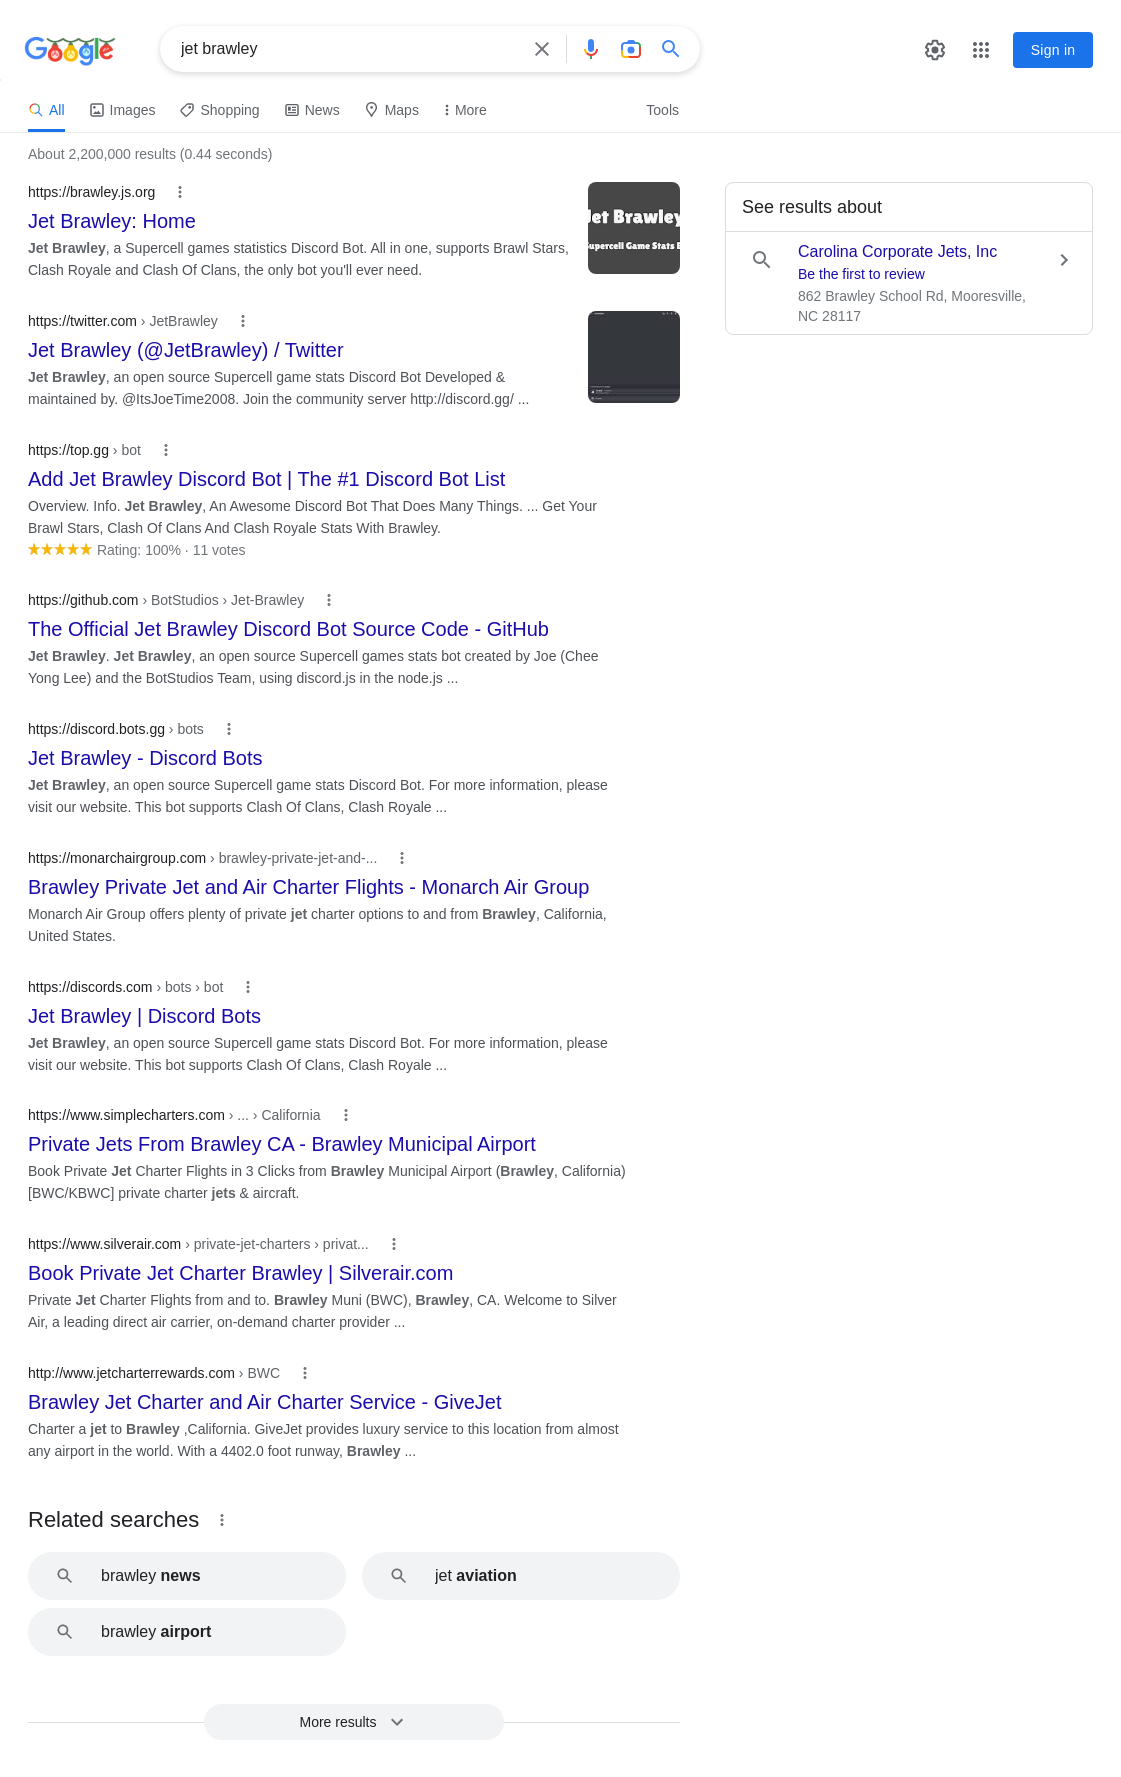 Google
jet brawley
Sign in
All
Images
Shopping
News
Maps
More
Tools
About 2,200,000 results (0.44 seconds)
https://brawley.js.org
Jet Brawley: Home
Jet Brawley, a Supercell games statistics Discord Bot. All in one, supports Brawl Stars,
Clash Royale and Clash Of Clans, the only bot you'll ever need.
Jet Brawley
Supercell Game Stats B
https://twitter.com › JetBrawley
Jet Brawley (@JetBrawley) / Twitter
Jet Brawley, an open source Supercell game stats Discord Bot Developed &
maintained by. @ItsJoeTime2008. Join the community server http://discord.gg/ ...
https://top.gg › bot
Add Jet Brawley Discord Bot | The #1 Discord Bot List
Overview. Info. Jet Brawley, An Awesome Discord Bot That Does Many Things. ... Get Your
Brawl Stars, Clash Of Clans And Clash Royale Stats With Brawley.
Rating: 100% · 11 votes
https://github.com › BotStudios › Jet-Brawley
The Official Jet Brawley Discord Bot Source Code - GitHub
Jet Brawley. Jet Brawley, an open source Supercell games stats bot created by Joe (Chee
Yong Lee) and the BotStudios Team, using discord.js in the node.js ...
https://discord.bots.gg › bots
Jet Brawley - Discord Bots
Jet Brawley, an open source Supercell game stats Discord Bot. For more information, please
visit our website. This bot supports Clash Of Clans, Clash Royale ...
https://monarchairgroup.com › brawley-private-jet-and-...
Brawley Private Jet and Air Charter Flights - Monarch Air Group
Monarch Air Group offers plenty of private jet charter options to and from Brawley, California,
United States.
https://discords.com › bots › bot
Jet Brawley | Discord Bots
Jet Brawley, an open source Supercell game stats Discord Bot. For more information, please
visit our website. This bot supports Clash Of Clans, Clash Royale ...
https://www.simplecharters.com › ... › California
Private Jets From Brawley CA - Brawley Municipal Airport
Book Private Jet Charter Flights in 3 Clicks from Brawley Municipal Airport (Brawley, California)
[BWC/KBWC] private charter jets & aircraft.
https://www.silverair.com › private-jet-charters › privat...
Book Private Jet Charter Brawley | Silverair.com
Private Jet Charter Flights from and to. Brawley Muni (BWC), Brawley, CA. Welcome to Silver
Air, a leading direct air carrier, on-demand charter provider ...
http://www.jetcharterrewards.com › BWC
Brawley Jet Charter and Air Charter Service - GiveJet
Charter a jet to Brawley ,California. GiveJet provides luxury service to this location from almost
any airport in the world. With a 4402.0 foot runway, Brawley ...
Related searches
brawley news
jet aviation
brawley airport
More results
See results about
Carolina Corporate Jets, Inc
Be the first to review
862 Brawley School Rd, Mooresville,
NC 28117